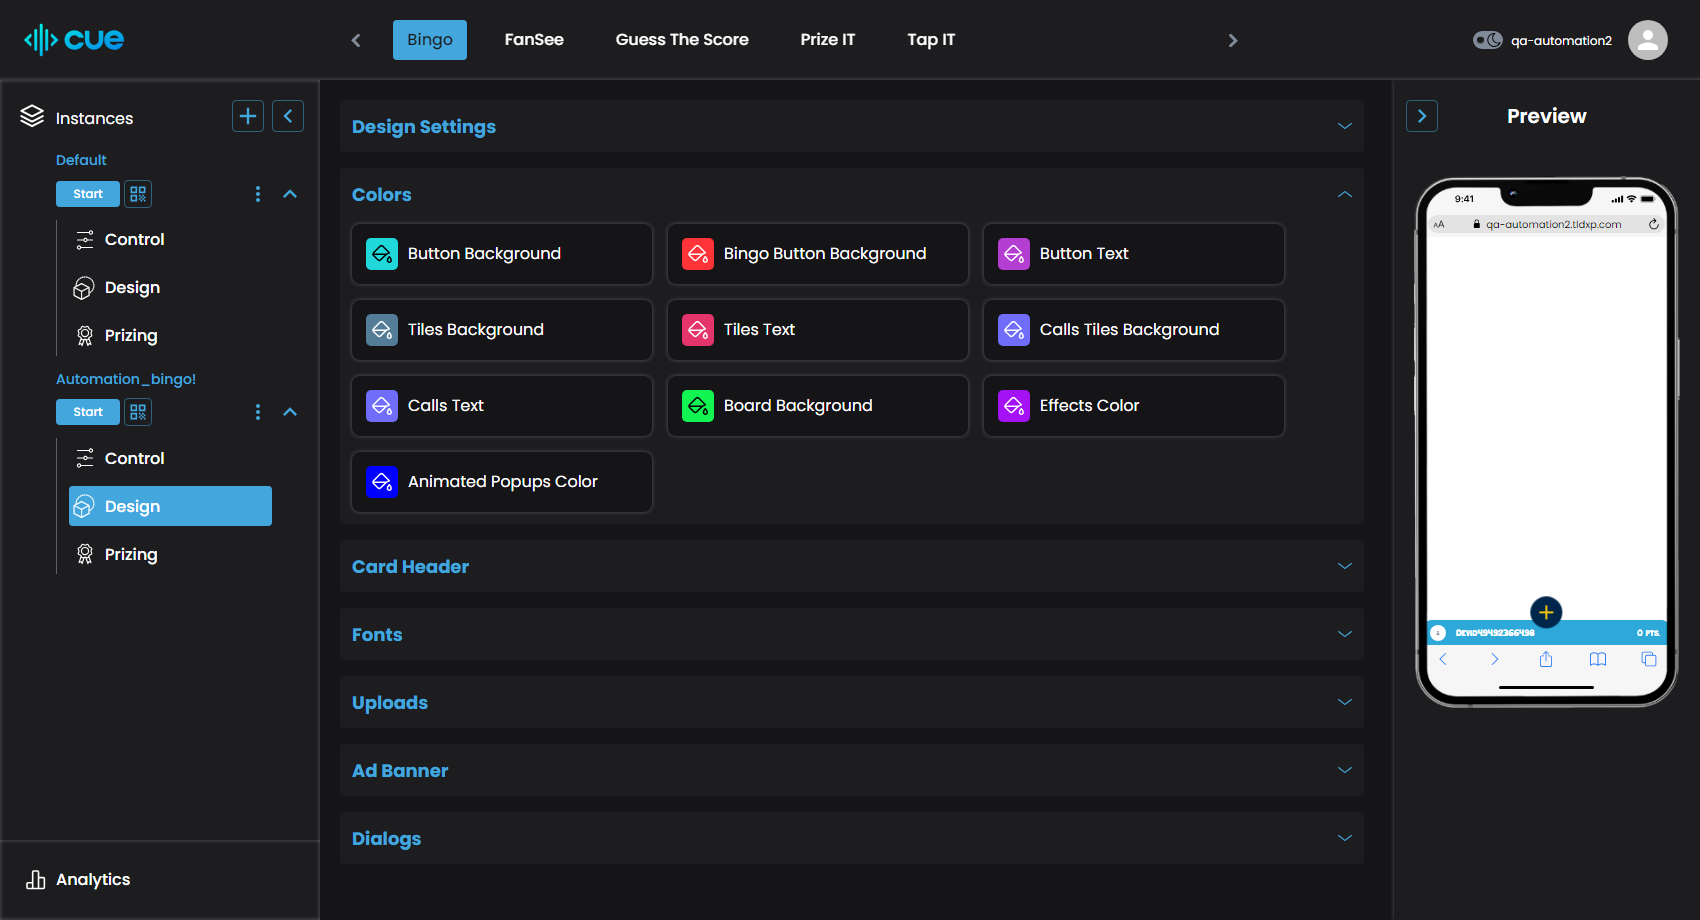 cue
Bingo
FanSee
Guess The Score
Prize IT
Tap IT
qa-automation2
Instances
Default
Start
Control
Design
Prizing
Automation_bingo!
Start
Control
Design
Prizing
Analytics
Design Settings
Colors
Button Background
Bingo Button Background
Button Text
Tiles Background
Tiles Text
Calls Tiles Background
Calls Text
Board Background
Effects Color
Animated Popups Color
Card Header
Fonts
Uploads
Ad Banner
Dialogs
Preview
9:41
AA qa-automation2.tldxp.com
0 PTS.